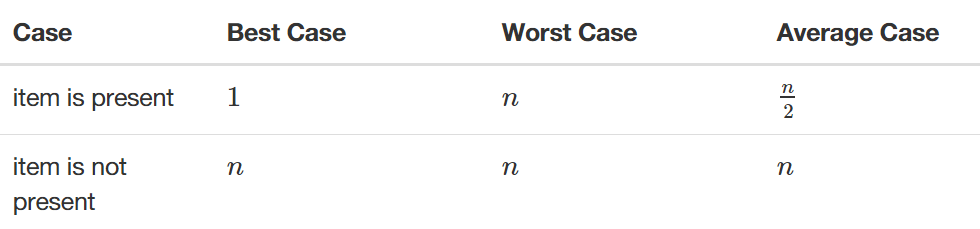 Case Best Case Worst Case Average Case
item is present 1 n n/2
item is not n n n
present